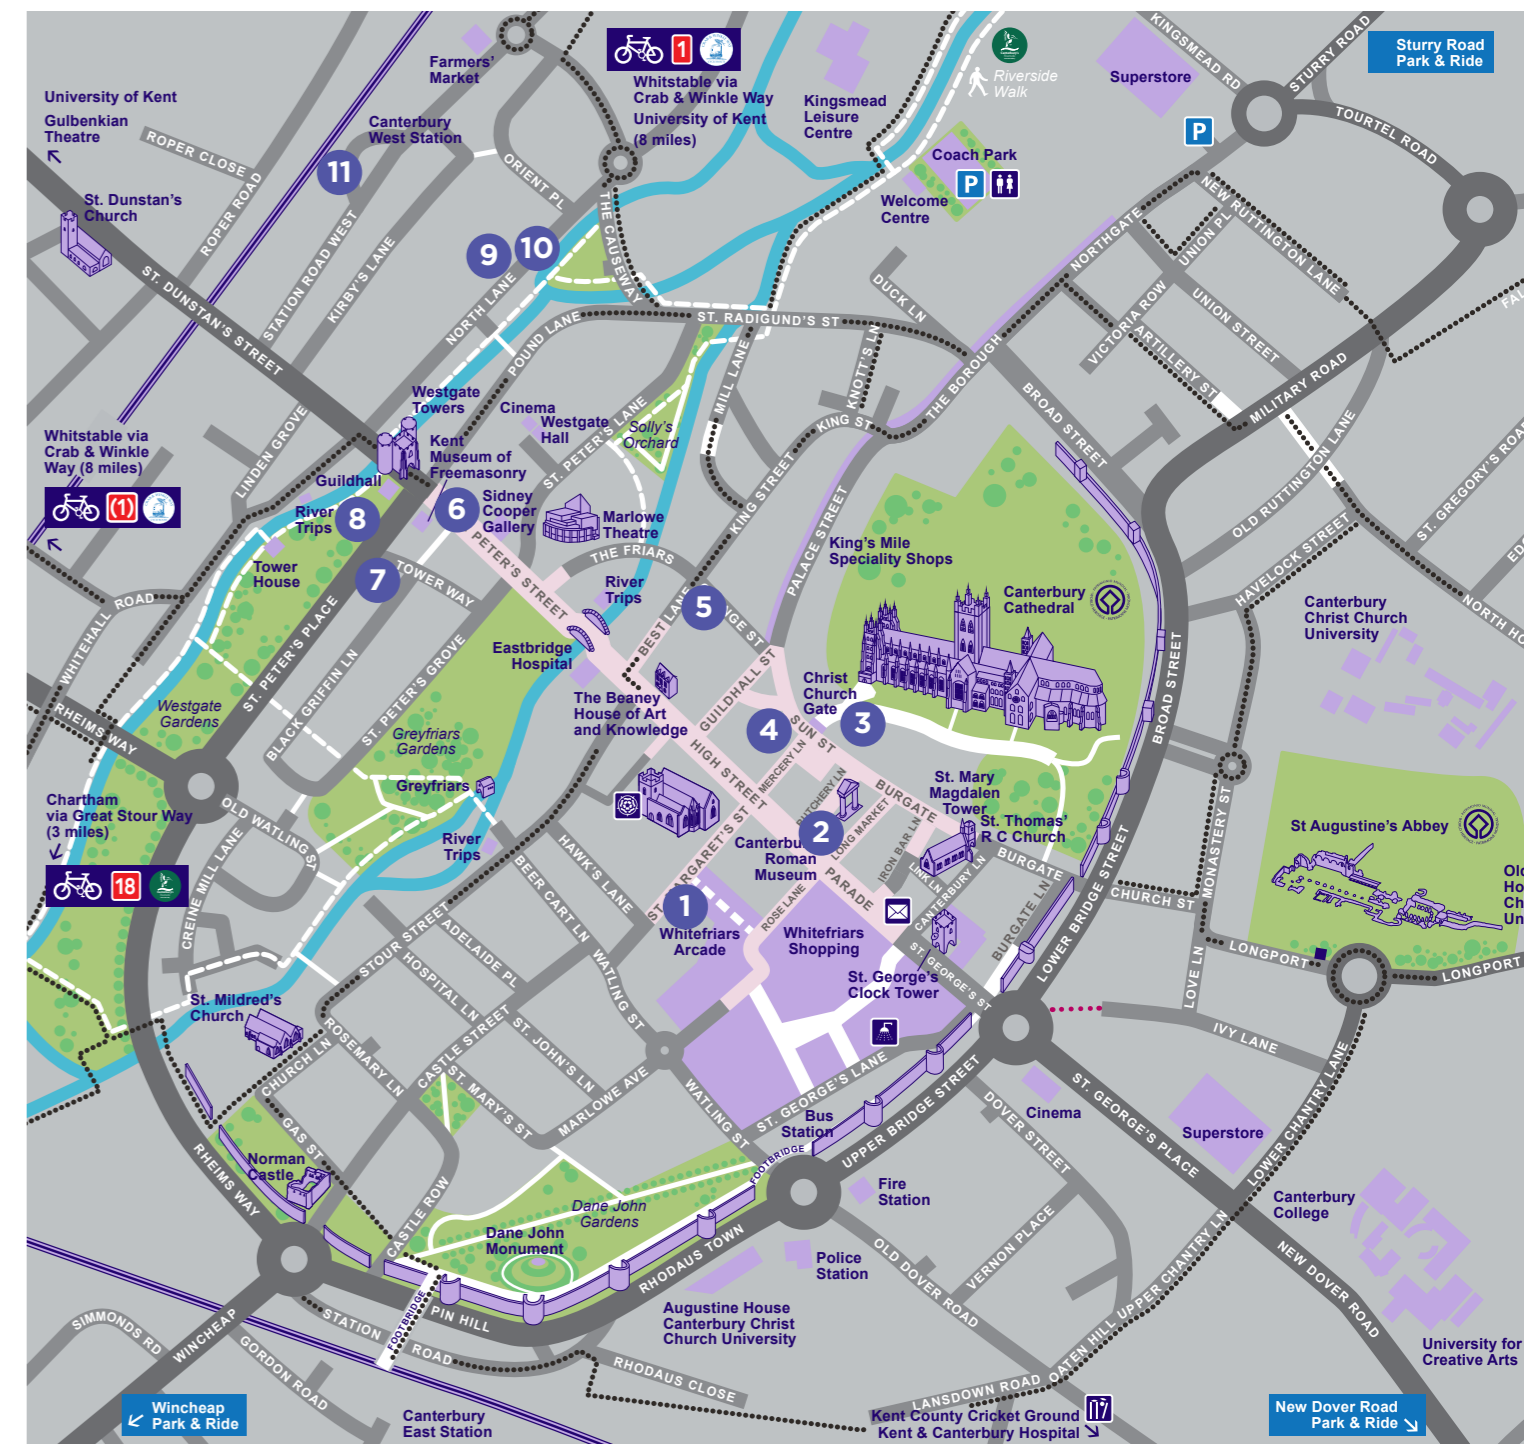 Farmers'
Market
1
Whitstable via
Crab & Winkle Way
University of Kent
(8 miles)
Kingsmead
Leisure
Centre
Riverside
Walk
Superstore
KINGSMEAD RD
STURRY ROAD
Sturry Road
Park & Ride
TOURTEL ROAD
University of Kent
Gulbenkian
Theatre
ROPER CLOSE
ROPER ROAD
Canterbury
West Station
11
ORIENT PL
THE CAUSEWAY
Coach Park
P
Welcome
Centre
P
NEW RUTTINGTON LANE
UNION PL
NORTHGATE
St. Dunstan's
Church
ST. DUNSTAN'S STREET
STATION ROAD WEST
KIRBY'S LANE
9
10
NORTH LANE
POUND LANE
ST. RADIGUND'S ST
DUCK LN
KNOTT'S LN
THE BOROUGH
VICTORIA ROW
UNION STREET
ARTILLERY ST
MILITARY ROAD
BROAD STREET
OLD RUTTINGTON LANE
ST. GREGORY'S ROAD
FAL
Westgate
Towers
Cinema
Westgate
Hall
ST. PETER'S LANE
Solly's
Orchard
MILL LANE
KING ST
KING STREET
PALACE STREET
Whitstable via
Crab & Winkle
Way (8 miles)
(1)
LINDEN GROVE
Kent
Museum of
Freemasonry
Guildhall
River
Trips
8
6
Sidney
Cooper
Gallery
Marlowe
Theatre
THE FRIARS
PETER'S STREET
Tower
House
7
TOWER WAY
River
Trips
King's Mile
Speciality Shops
Canterbury
Cathedral
HAVELOCK STREET
NORTH HO
Canterbury
Christ Church
University
WHITEHALL ROAD
ST. PETER'S PLACE
BLACK GRIFFIN LN
ST. PETER'S GROVE
Eastbridge
Hospital
BEST LANE
5
NGE ST
GUILDHALL ST
Christ
Church
Gate
3
BROAD STREET
RHEIMS WAY
Westgate
Gardens
Greyfriars
Gardens
Greyfriars
The Beaney
House of Art
and Knowledge
4
SUN ST
HIGH STREET
MERCERY LN
BURGATE
St. Mary
Magdalen
Tower
St. Thomas'
R C Church
MONASTERY ST
St Augustine's Abbey
Chartham
via Great Stour Way
(3 miles)
18
OLD WATLING ST
CREINE MILL LANE
River
Trips
BEER CART LN
HAWK'S LANE
2
LONG MARKET
Canterbu
Roman
Museum
PARADE
IRON BAR LN
LINK LN
CANTERBURY LN
BURGATE
BURGATE LN
LOWER BRIDGE STREET
CHURCH ST
LONGPORT
LONGPORT
1
Whitefriars
Arcade
ROSE LANE
Whitefriars
Shopping
St. George's
Clock Tower
ST. GEORGE'S ST
LOVE LN
IVY LANE
LOWER CHANTRY LANE
STOUR STREET
ADELAIDE PL
HOSPITAL LN
WATLING ST
St. Mildred's
Church
CHURCH LN
ROSEMARY LN
CASTLE STREET
ST. JOHN'S LN
ST. MARY'S ST
MARLOWE AVE
WATLING ST
ST. GEORGE'S LANE
Bus
Station
UPPER BRIDGE STREET
Cinema
DOVER STREET
ST. GEORGE'S PLACE
Superstore
GAS ST
Norman
Castle
RHEIMS WAY
CASTLE ROW
Dane John
Gardens
Dane John
Monument
FOOTBRIDGE
Fire
Station
RHODAUS TOWN
Police
Station
OLD DOVER ROAD
VERNON PLACE
UPPER CHANTRY LN
Canterbury
College
NEW DOVER ROAD
SIMMONDS RD
WINCHEAP
STATION
ROAD
FOOTBRIDGE
PIN HILL
Augustine House
Canterbury Christ
Church University
RHODAUS CLOSE
OATEN HILL
LANSDOWN ROAD
University for
Creative Arts
GORDON ROAD
Wincheap
Park & Ride
Canterbury
East Station
Kent County Cricket Ground
Kent & Canterbury Hospital
New Dover Road
Park & Ride